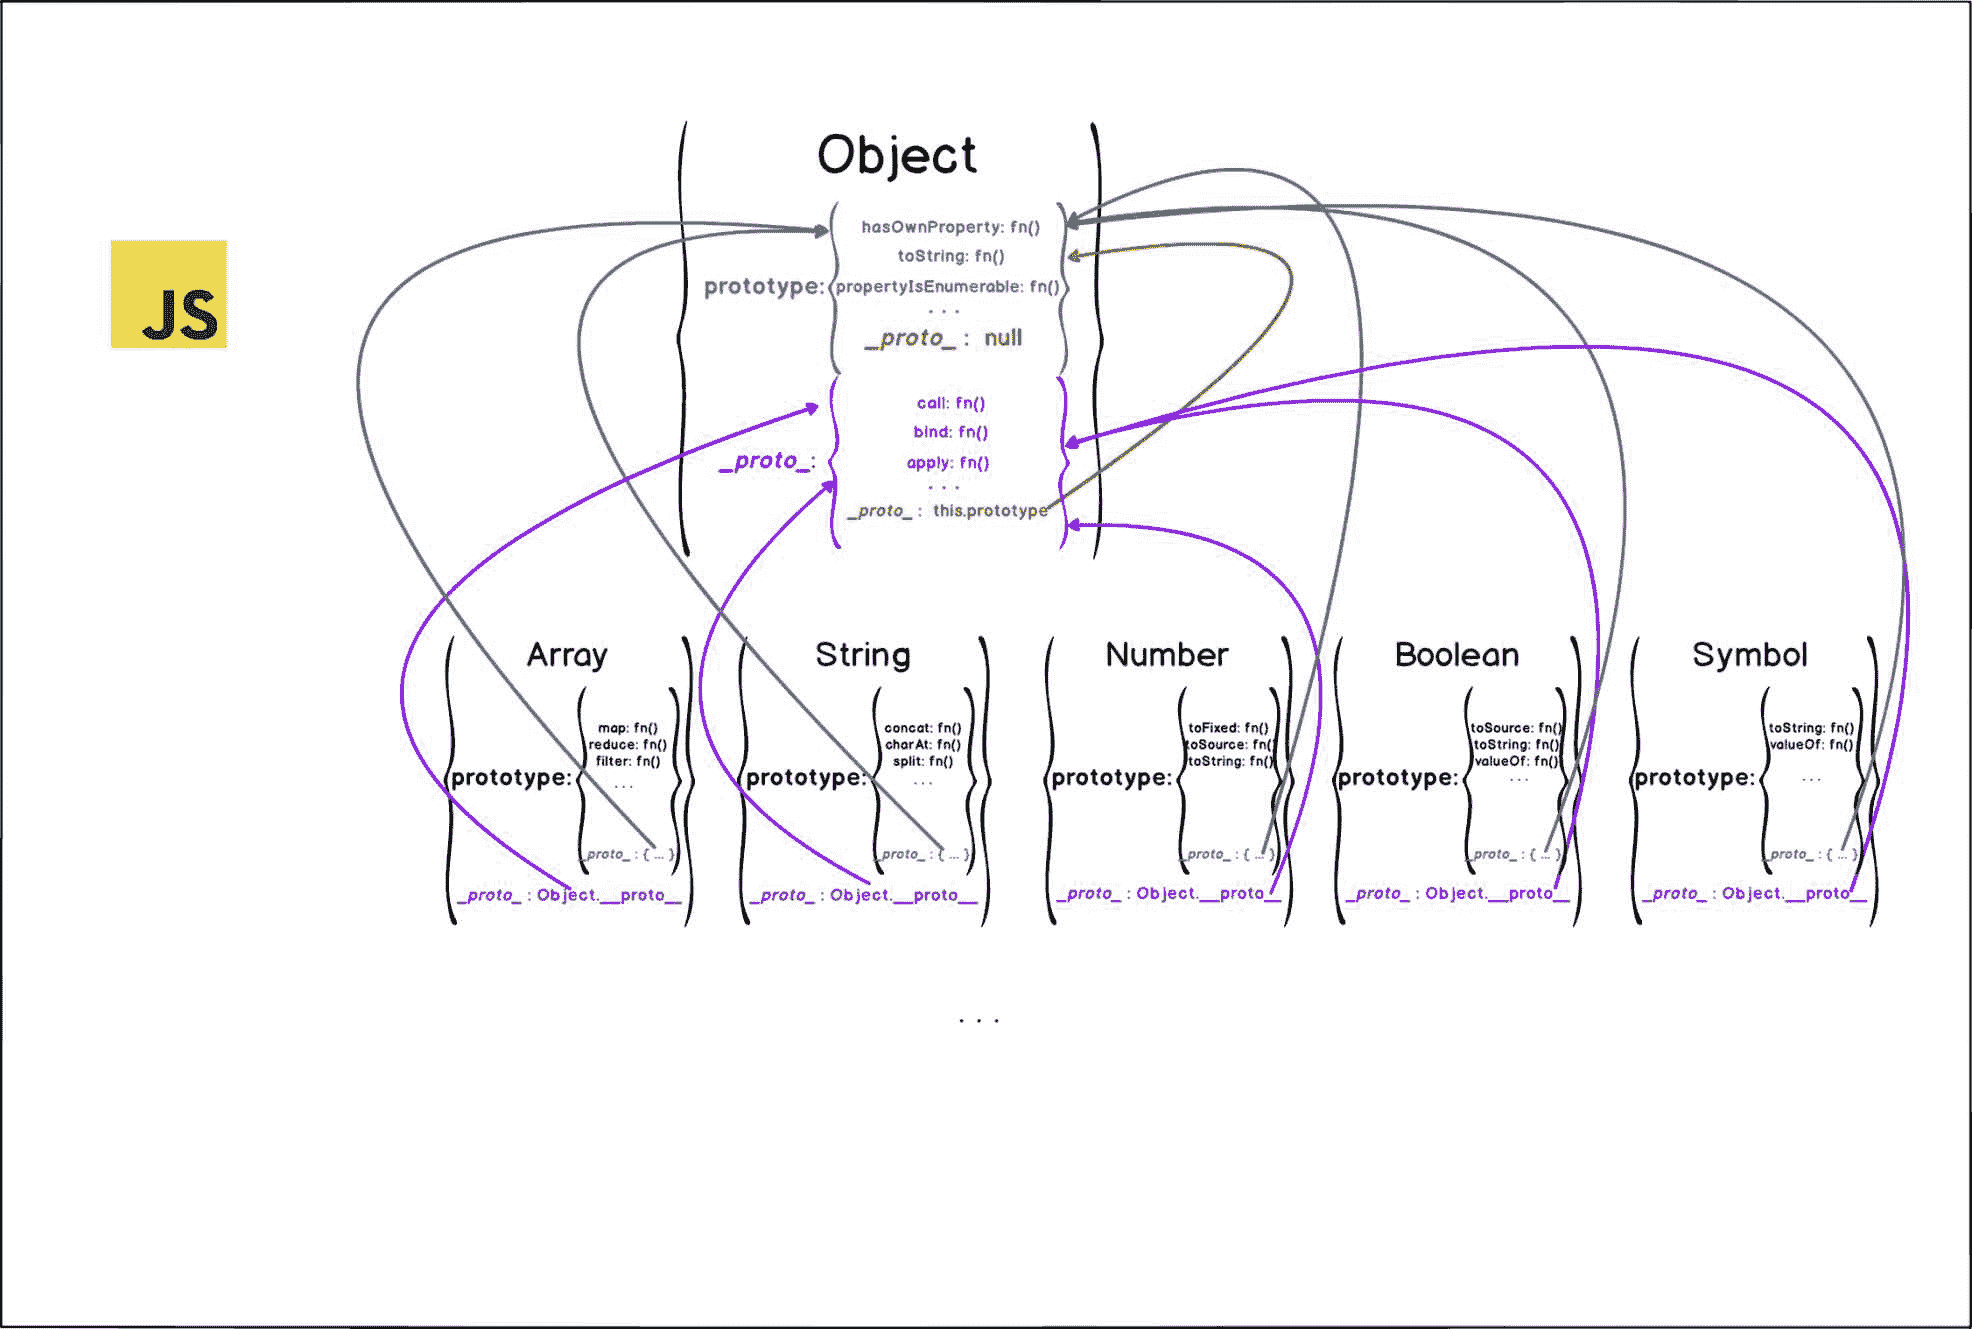 Object
hasOwnProperty: fn()
toString: fn()
prototype: propertyIsEnumerable: fn()
...
_proto_ : null
call: fn()
bind: fn()
_proto_: apply: fn()
...
_proto_ : this.prototype
JS
Array
map: fn()
reduce: fn()
filter: fn()
prototype:
...
_proto_ : { ... }
_proto_ : Object.__proto__
String
concat: fn()
charAt: fn()
split: fn()
prototype:
...
_proto_ : { ... }
_proto_ : Object.__proto__
Number
toFixed: fn()
toSource: fn()
toString: fn()
prototype:
_proto_ : { ... }
_proto_ : Object.__proto__
Boolean
toSource: fn()
toString: fn()
valueOf: fn()
prototype:
...
_proto_ : { ... }
_proto_ : Object.__proto__
Symbol
toString: fn()
valueOf: fn()
prototype:
...
_proto_ : { ... }
_proto_ : Object.__proto__
...